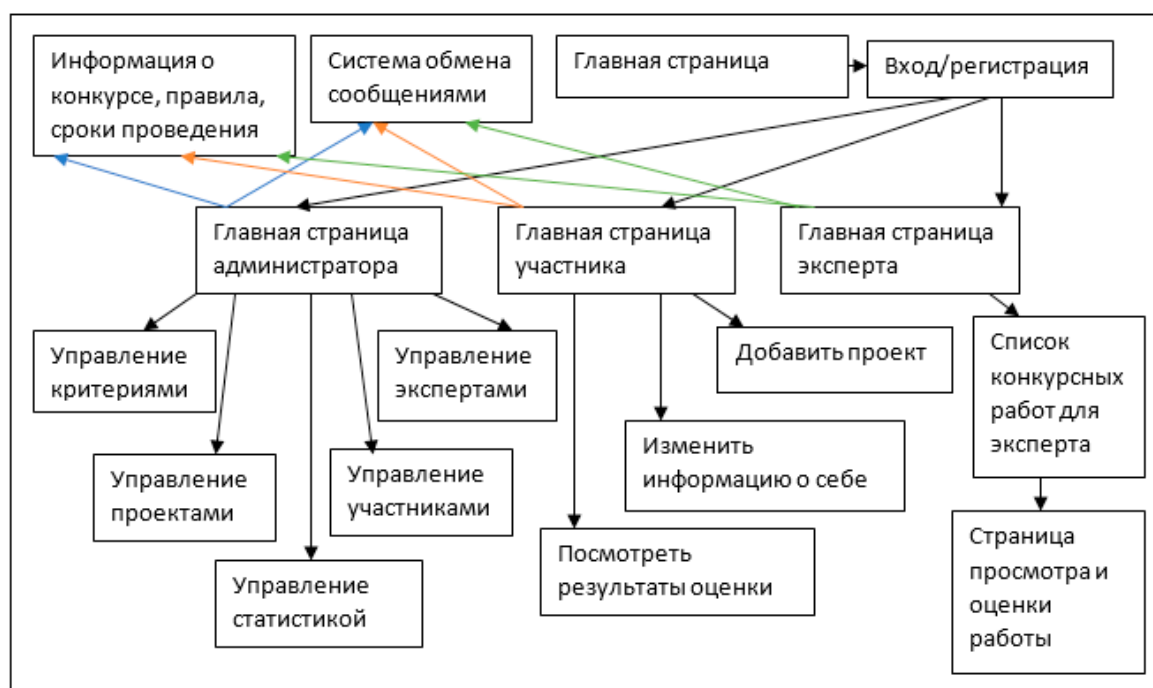 Информация о
конкурсе, правила,
сроки проведения
Система обмена
сообщениями
Главная страница
Вход/регистрация
Главная страница
администратора
Главная страница
участника
Главная страница
эксперта
Управление
критериями
Управление
экспертами
Добавить проект
Список
конкурсных
работ для
эксперта
Управление
проектами
Управление
участниками
Изменить
информацию о себе
Управление
статистикой
Посмотреть
результаты оценки
Страница
просмотра и
оценки
работы